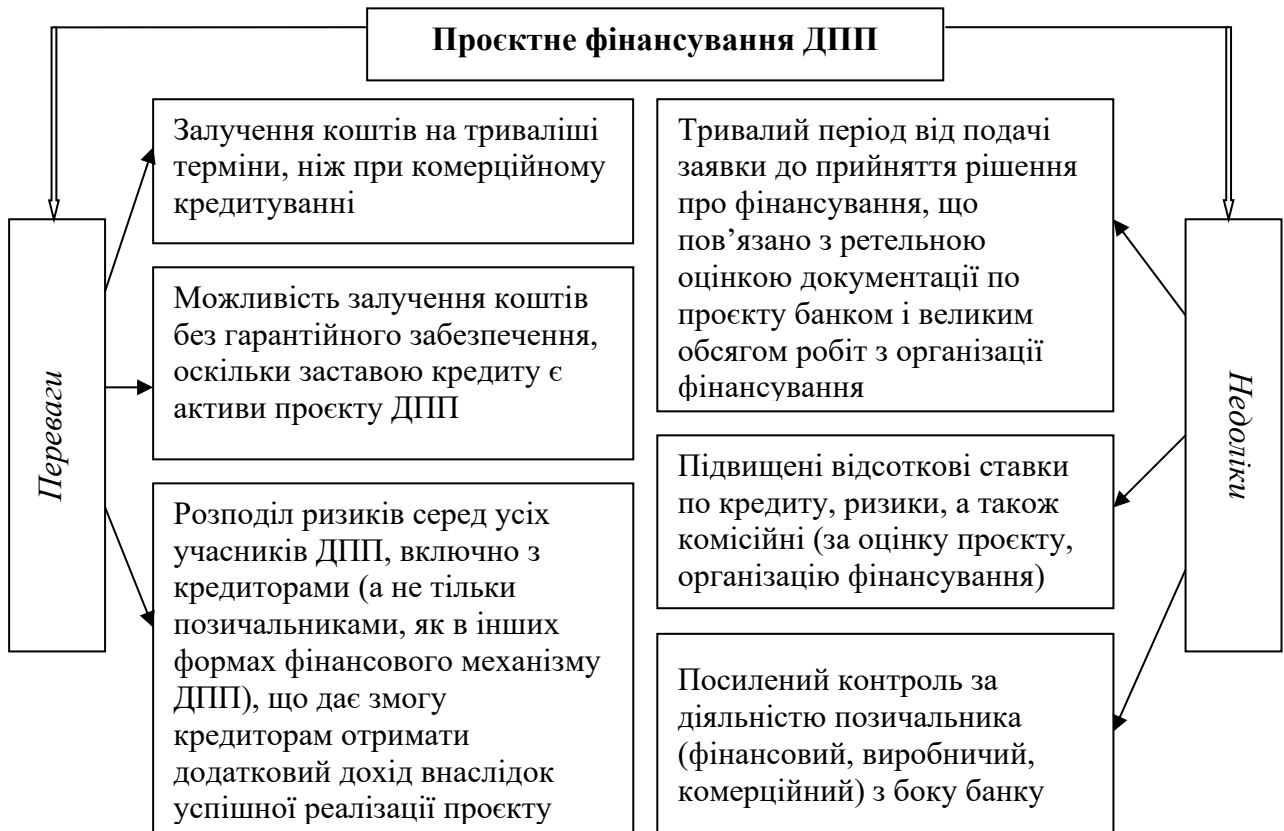 Проєктне фінансування ДПП
Переваги
Залучення коштів на триваліші
терміни, ніж при комерційному
кредитуванні
Можливість залучення коштів
без гарантійного забезпечення,
оскільки заставою кредиту є
активи проєкту ДПП
Розподіл ризиків серед усіх
учасників ДПП, включно з
кредиторами (а не тільки
позичальниками, як в інших
формах фінансового механізму
ДПП), що дає змогу
кредиторам отримати
додатковий дохід внаслідок
успішної реалізації проєкту
Тривалий період від подачі
заявки до прийняття рішення
про фінансування, що
пов’язано з ретельною
оцінкою документації по
проєкту банком і великим
обсягом робіт з організації
фінансування
Підвищені відсоткові ставки
по кредиту, ризики, а також
комісійні (за оцінку проєкту,
організацію фінансування)
Посилений контроль за
діяльністю позичальника
(фінансовий, виробничий,
комерційний) з боку банку
Недоліки